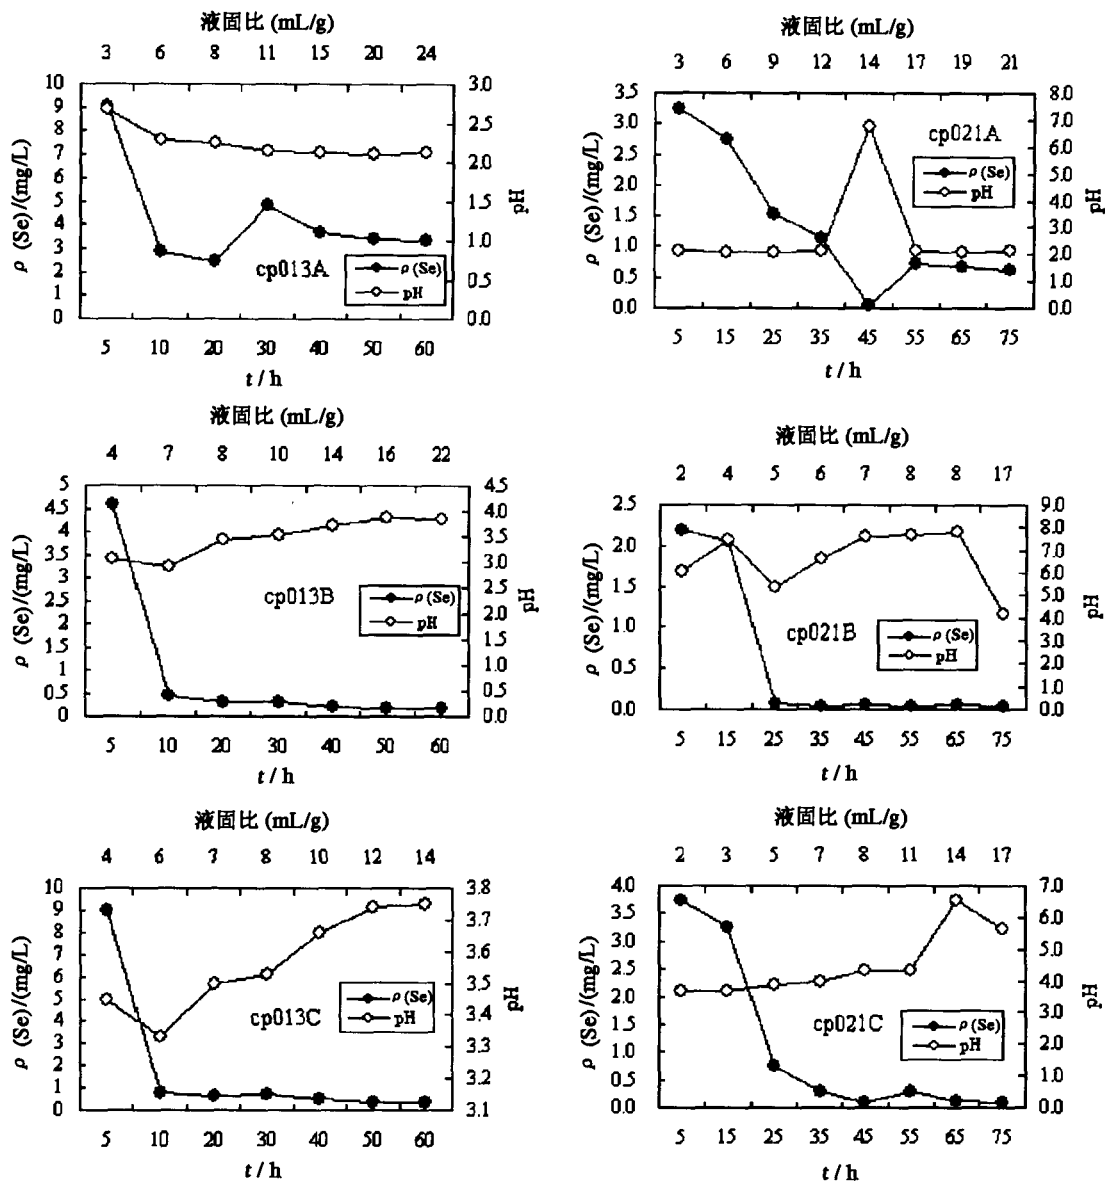 液固比 (mL/g)
3 6 8 11 15 20 24
10 9 8 7 6 5 4 3 2 1 0
ρ (Se)/(mg/L)
3.0 2.5 2.0 1.5 1.0 0.5 0.0
pH
cp013A
ρ (Se)
pH
5 10 20 30 40 50 60
t / h
液固比 (mL/g)
3 6 9 12 14 17 19 21
3.5 3.0 2.5 2.0 1.5 1.0 0.5 0.0
ρ (Se)/(mg/L)
8.0 7.0 6.0 5.0 4.0 3.0 2.0 1.0 0.0
pH
cp021A
ρ (Se)
pH
5 15 25 35 45 55 65 75
t / h
液固比 (mL/g)
4 7 8 10 14 16 22
5 4.5 4 3.5 3 2.5 2 1.5 1 0.5 0
ρ (Se)/(mg/L)
4.5 4.0 3.5 3.0 2.5 2.0 1.5 1.0 0.5 0.0
pH
cp013B
ρ (Se)
pH
5 10 20 30 40 50 60
t / h
液固比 (mL/g)
2 4 5 6 7 8 8 17
2.5 2.0 1.5 1.0 0.5 0.0
ρ (Se)/(mg/L)
9.0 8.0 7.0 6.0 5.0 4.0 3.0 2.0 1.0 0.0
pH
cp021B
ρ (Se)
pH
5 15 25 35 45 55 65 75
t / h
液固比 (mL/g)
4 6 7 8 10 12 14
10 9 8 7 6 5 4 3 2 1 0
ρ (Se)/(mg/L)
3.8 3.7 3.6 3.5 3.4 3.3 3.2 3.1
pH
cp013C
ρ (Se)
pH
5 10 20 30 40 50 60
t / h
液固比 (mL/g)
2 3 5 7 8 11 14 17
4.0 3.5 3.0 2.5 2.0 1.5 1.0 0.5 0.0
ρ (Se)/(mg/L)
7.0 6.0 5.0 4.0 3.0 2.0 1.0 0.0
pH
cp021C
ρ (Se)
pH
5 15 25 35 45 55 65 75
t / h